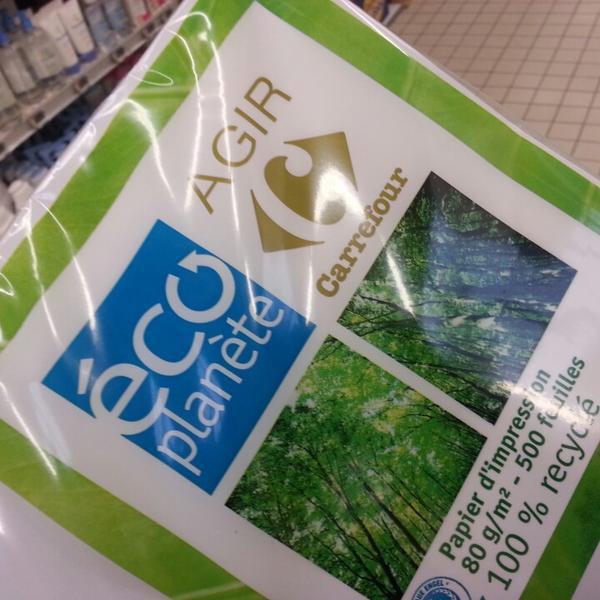 AGIR
Carrefour
éco
planète
Papier d'impression
80 g/m² - 500 feuilles
100 % recyclé